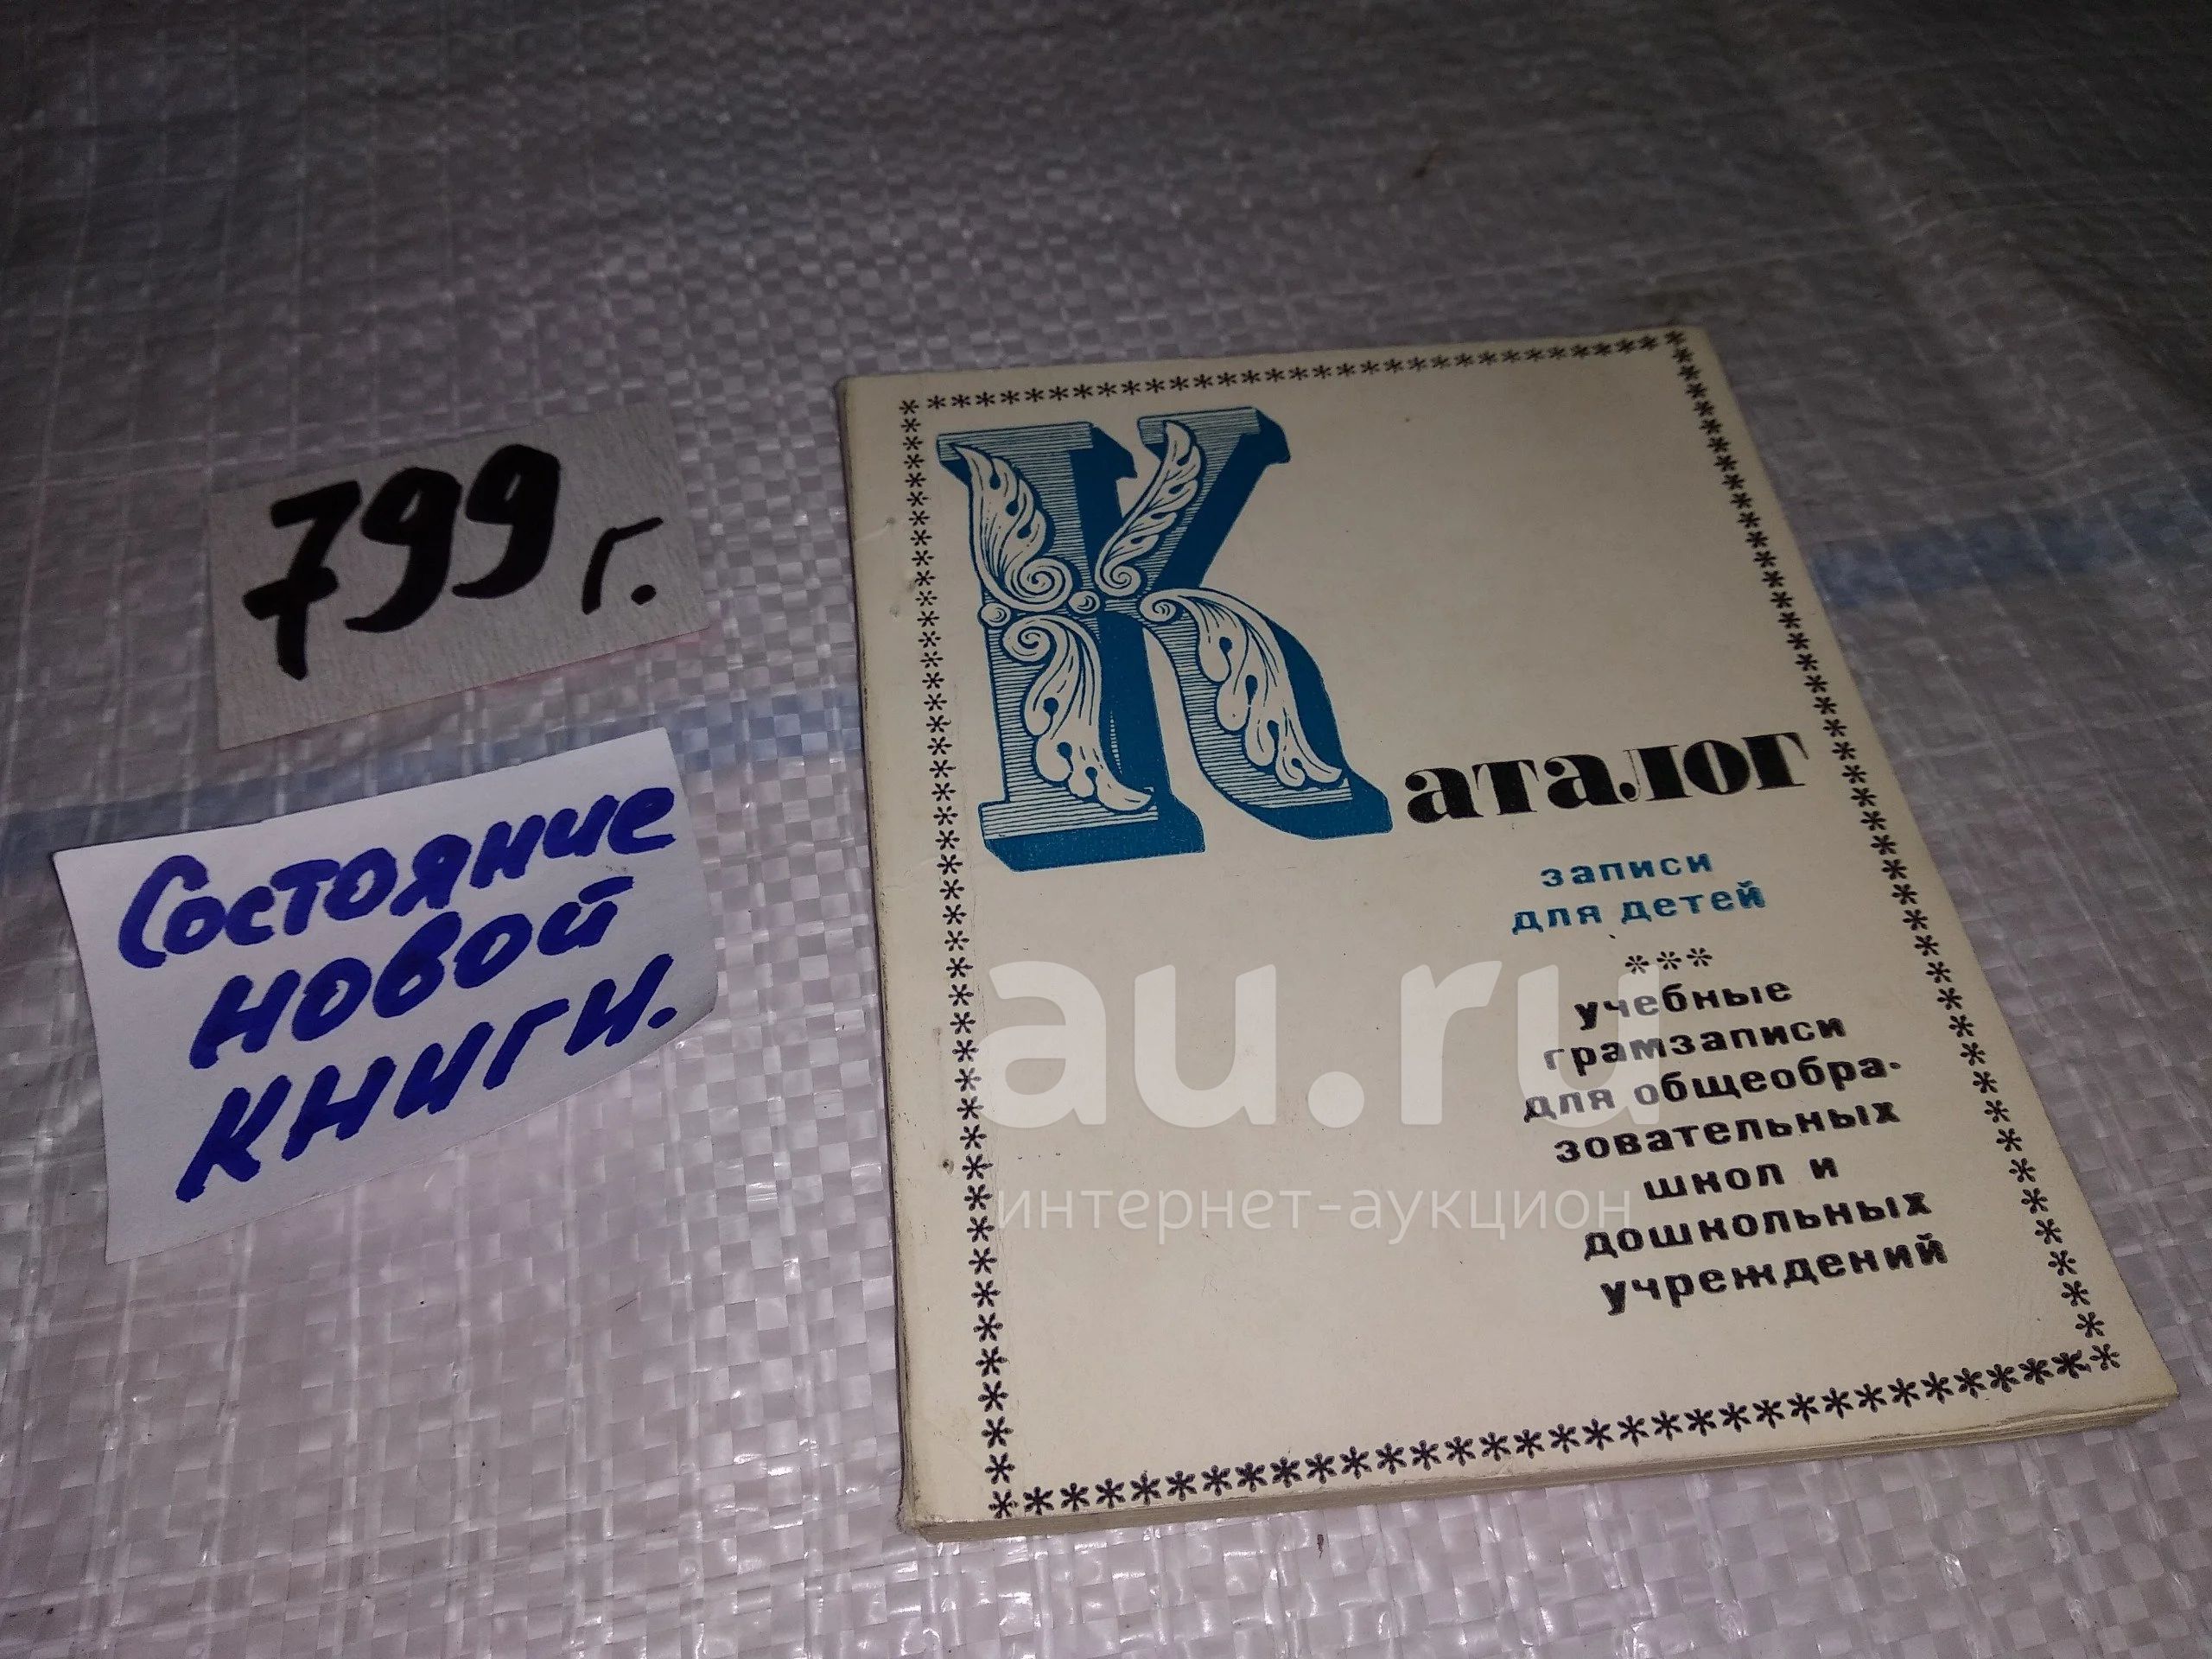 799 г.
Состояние
новой
книги.
Каталог
записи
для детей
***
учебные
грамзаписи
для общеобра-
зовательных
школ и
дошкольных
учреждений
au.ru
интернет-аукцион